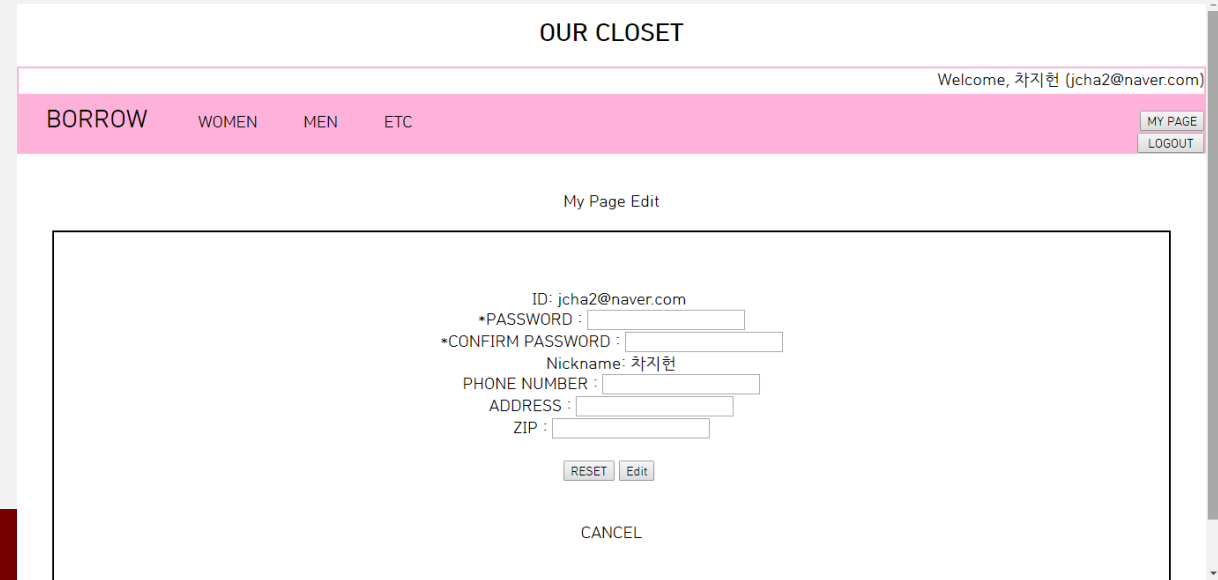 OUR CLOSET
Welcome, 차지헌 (jcha2@naver.com)
BORROW WOMEN MEN ETC MY PAGE
LOGOUT
My Page Edit
ID: jcha2@naver.com
*PASSWORD :
*CONFIRM PASSWORD :
Nickname: 차지헌
PHONE NUMBER :
ADDRESS :
ZIP :
RESET Edit
CANCEL